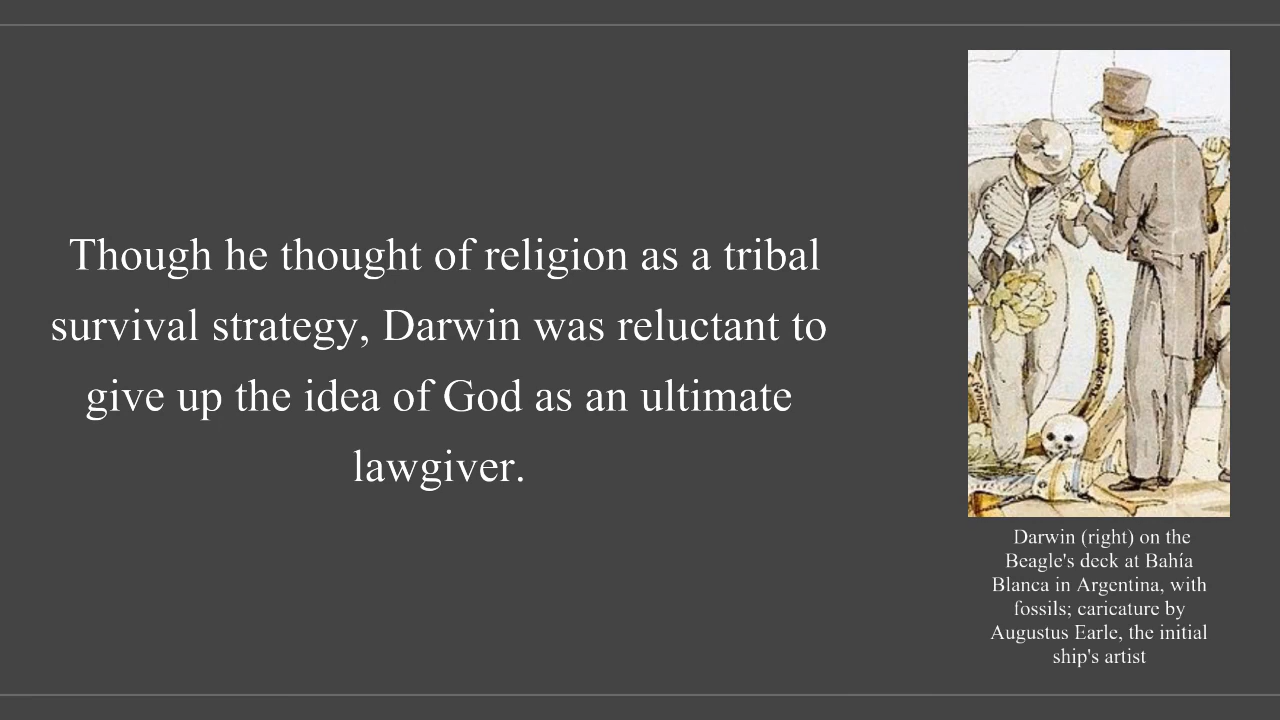 Though he thought of religion as a tribal
survival strategy, Darwin was reluctant to
give up the idea of God as an ultimate
lawgiver.
Darwin (right) on the
Beagle's deck at Bahía
Blanca in Argentina, with
fossils; caricature by
Augustus Earle, the initial
ship's artist